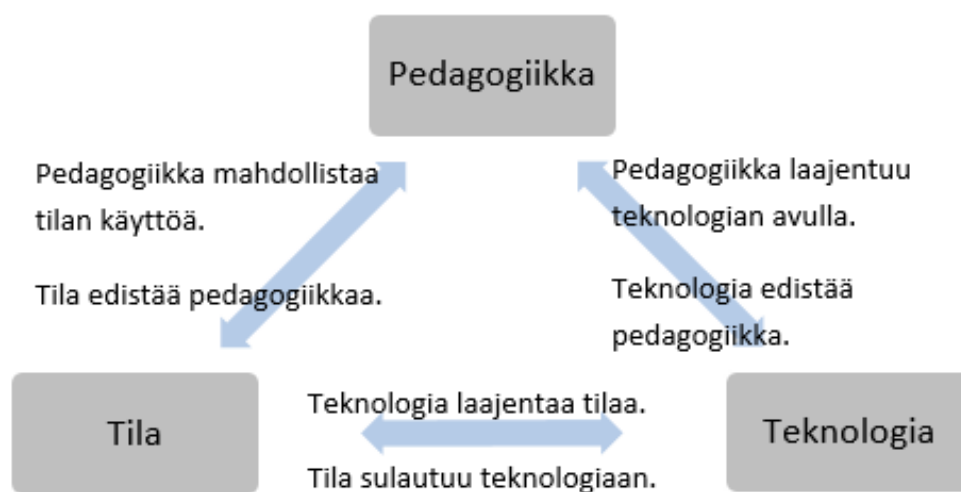 Pedagogiikka
Pedagogiikka mahdollistaa
tilan käyttöä.
Tila edistää pedagogiikkaa.
Pedagogiikka laajentuu
teknologian avulla.
Teknologia edistää
pedagogiikka.
Tila
Teknologia laajentaa tilaa.
Tila sulautuu teknologiaan.
Teknologia